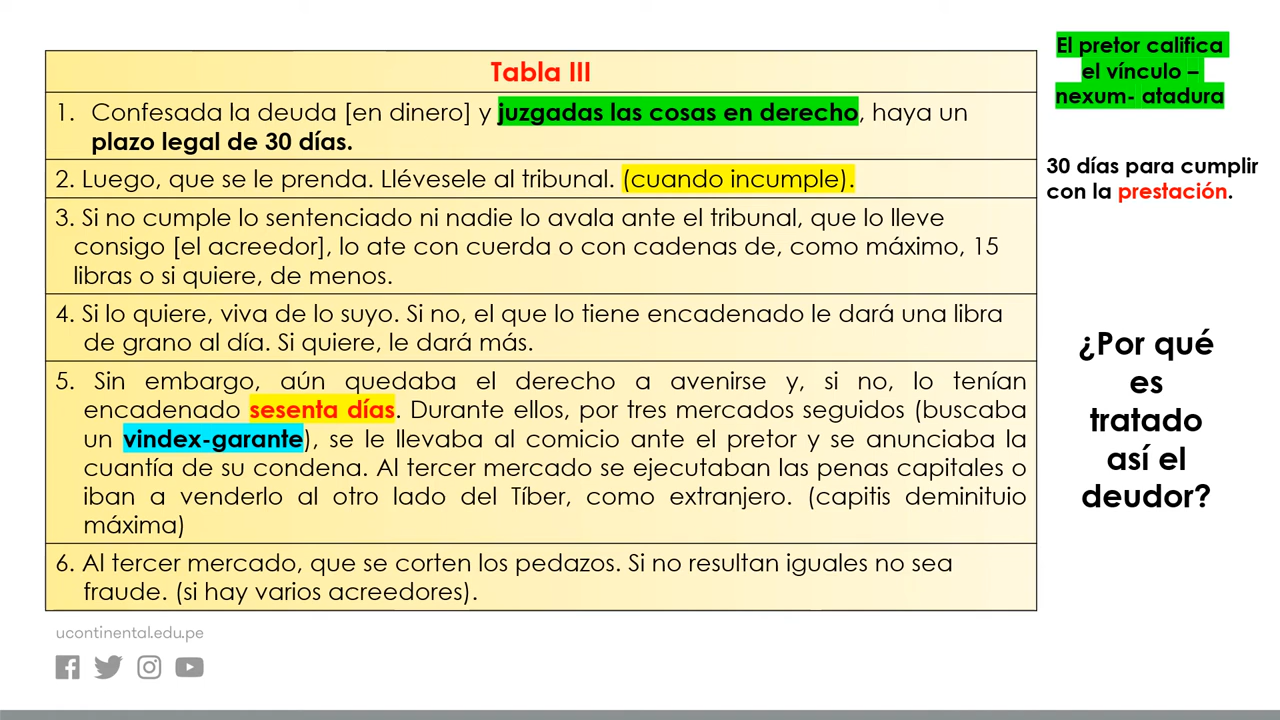 Tabla III
1. Confesada la deuda [en dinero] y juzgadas las cosas en derecho, haya un
plazo legal de 30 días.
2. Luego, que se le prenda. Llévesele al tribunal. (cuando incumple).
3. Si no cumple lo sentenciado ni nadie lo avala ante el tribunal, que lo lleve
consigo [el acreedor], lo ate con cuerda o con cadenas de, como máximo, 15
libras o si quiere, de menos.
4. Si lo quiere, viva de lo suyo. Si no, el que lo tiene encadenado le dará una libra
de grano al día. Si quiere, le dará más.
5. Sin embargo, aún quedaba el derecho a avenirse y, si no, lo tenían
encadenado sesenta días. Durante ellos, por tres mercados seguidos (buscaba
un vindex-garante), se le llevaba al comicio ante el pretor y se anunciaba la
cuantía de su condena. Al tercer mercado se ejecutaban las penas capitales o
iban a venderlo al otro lado del Tíber, como extranjero. (capitis deminituio
máxima)
6. Al tercer mercado, que se corten los pedazos. Si no resultan iguales no sea
fraude. (si hay varios acreedores).
El pretor califica
el vínculo –
nexum- atadura
30 días para cumplir
con la prestación.
¿Por qué
es
tratado
así el
deudor?
ucontinental.edu.pe